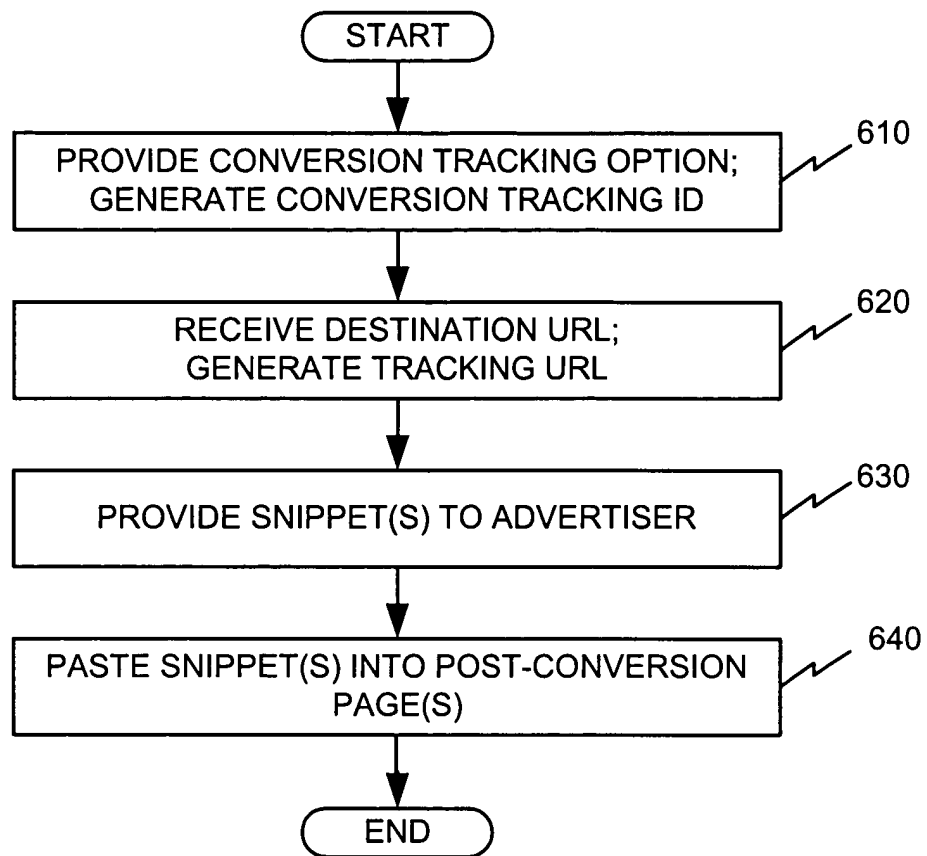 START
PROVIDE CONVERSION TRACKING OPTION;
GENERATE CONVERSION TRACKING ID
610
RECEIVE DESTINATION URL;
GENERATE TRACKING URL
620
PROVIDE SNIPPET(S) TO ADVERTISER
630
PASTE SNIPPET(S) INTO POST-CONVERSION
PAGE(S)
640
END